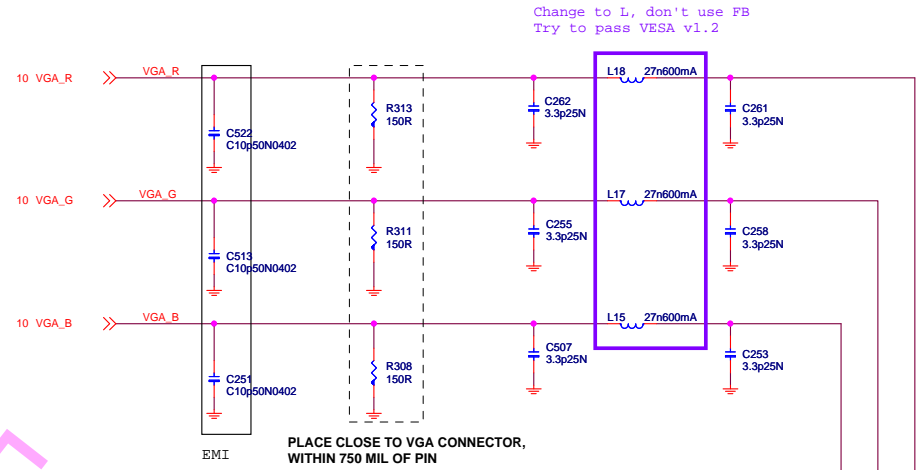 Change to L, don't use FB
Try to pass VESA v1.2
10 VGA_R
VGA_R
L18 27n600mA
C522
C10p50N0402
R313
150R
C262
3.3p25N
C261
3.3p25N
10 VGA_G
VGA_G
L17 27n600mA
C513
C10p50N0402
R311
150R
C255
3.3p25N
C258
3.3p25N
10 VGA_B
VGA_B
L15 27n600mA
C251
C10p50N0402
R308
150R
C507
3.3p25N
C253
3.3p25N
EMI
PLACE CLOSE TO VGA CONNECTOR,
WITHIN 750 MIL OF PIN